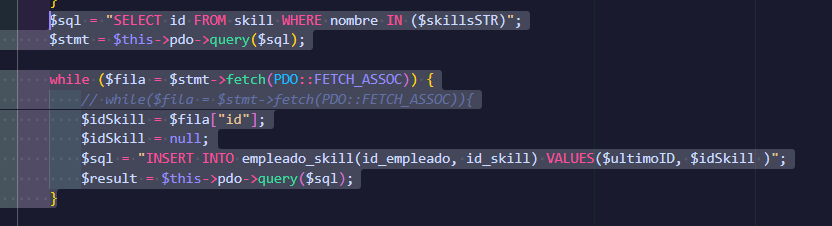 }
$sql = "SELECT id FROM skill WHERE nombre IN ($skillsSTR)";
$stmt = $this->pdo->query($sql);
while ($fila = $stmt->fetch(PDO::FETCH_ASSOC)) {
// while($fila = $stmt->fetch(PDO::FETCH_ASSOC)){
$idSkill = $fila["id"];
$idSkill = null;
$sql = "INSERT INTO empleado_skill(id_empleado, id_skill) VALUES($ultimoID, $idSkill )";
$result = $this->pdo->query($sql);
}